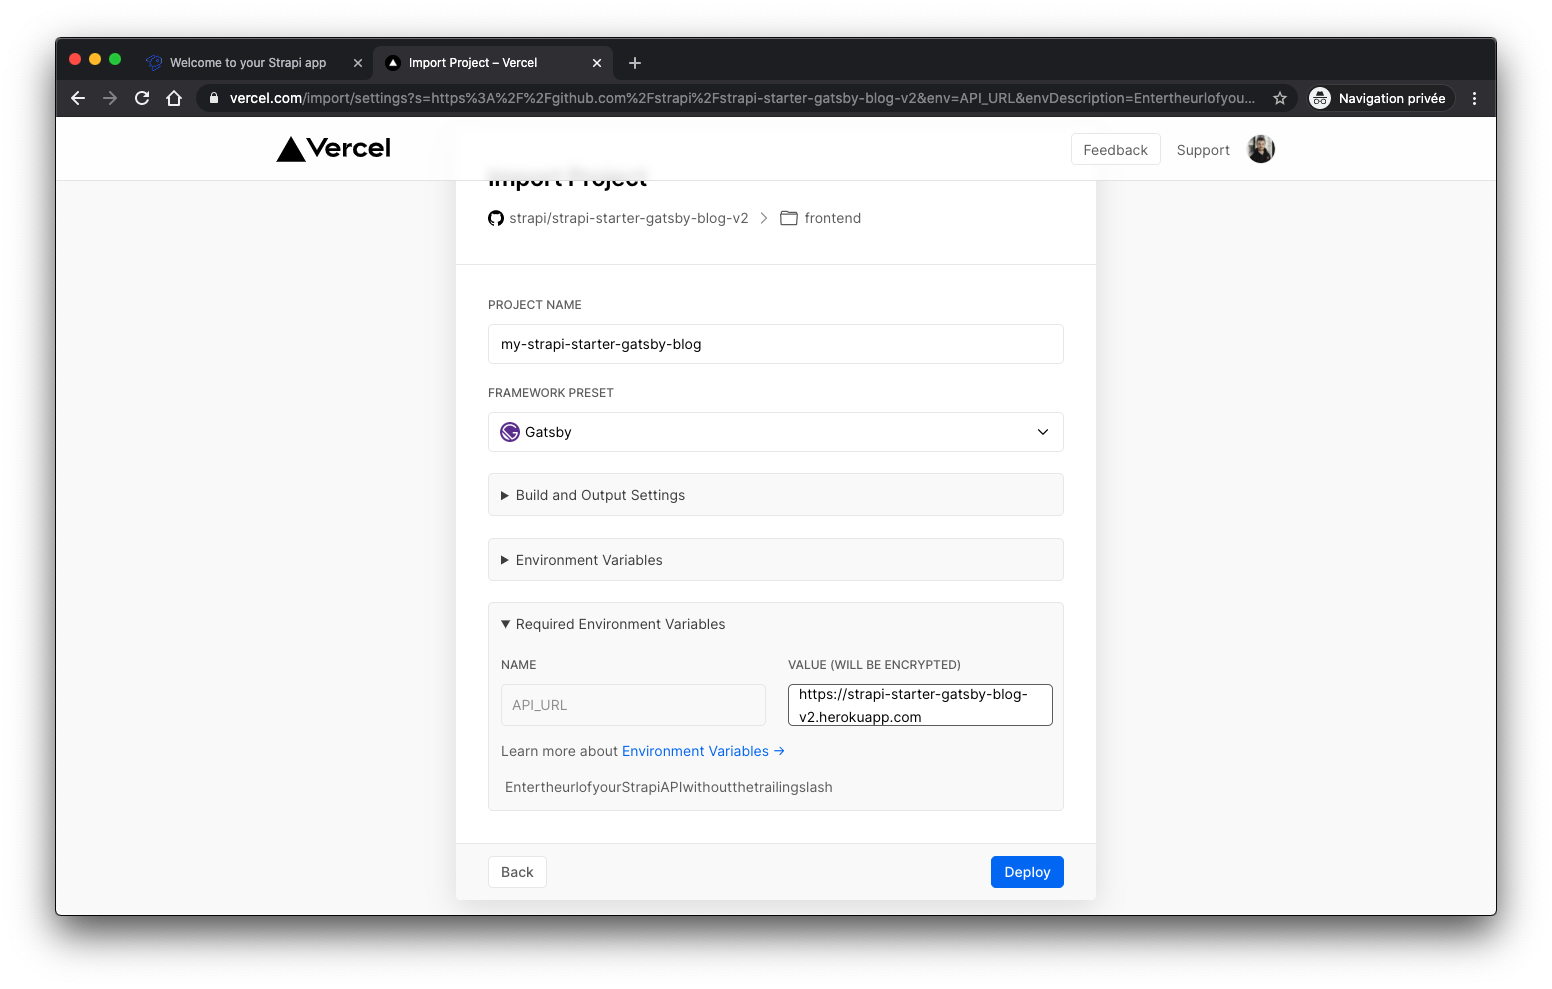 Welcome to your Strapi app
Import Project – Vercel
vercel.com/import/settings?s=https%3A%2F%2Fgithub.com%2Fstrapi%2Fstrapi-starter-gatsby-blog-v2&env=API_URL&envDescription=Entertheurlofyou...
Navigation privée
Vercel
Feedback
Support
Import Project
strapi/strapi-starter-gatsby-blog-v2
frontend
PROJECT NAME
my-strapi-starter-gatsby-blog
FRAMEWORK PRESET
Gatsby
Build and Output Settings
Environment Variables
Required Environment Variables
NAME
VALUE (WILL BE ENCRYPTED)
API_URL
https://strapi-starter-gatsby-blog-
v2.herokuapp.com
Learn more about Environment Variables →
EntertheurlofyourStrapiAPIwithoutthetrailingslash
Back
Deploy